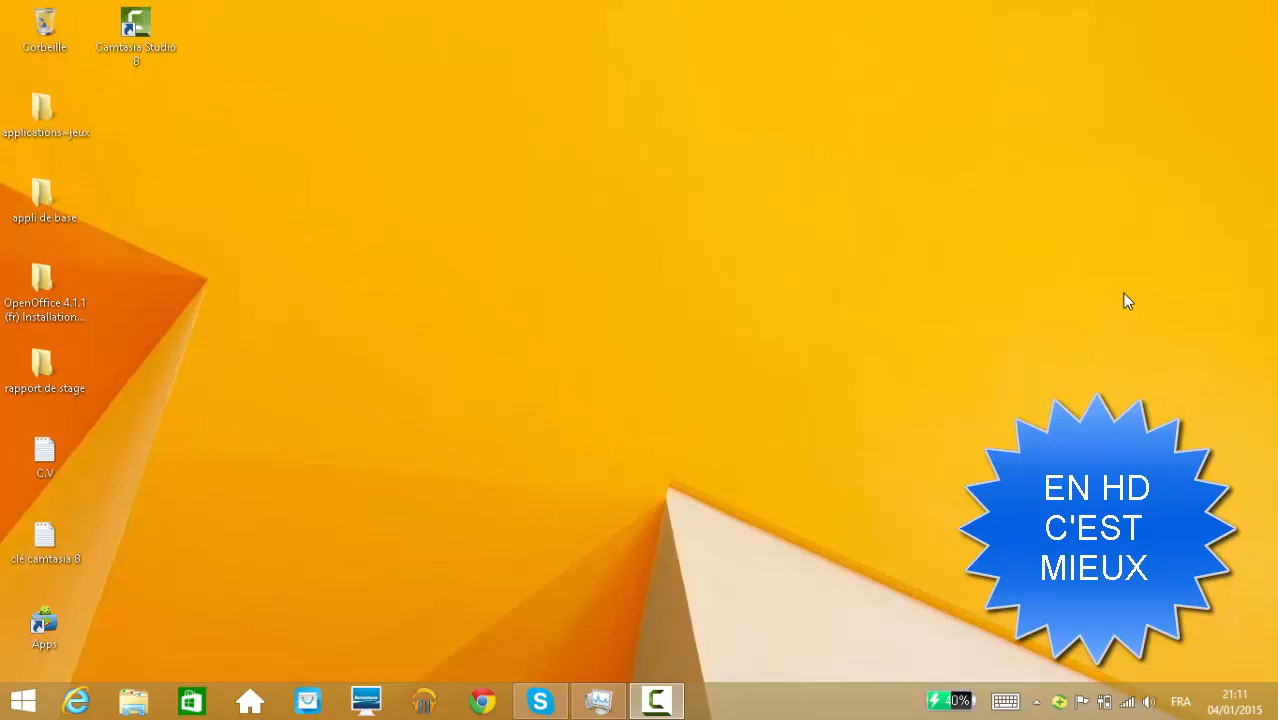 Corbeille
Camtasia Studio
8
applications~jeux
appli de base
OpenOffice 4.1.1
(fr) Installation...
rapport de stage
C.V
clé camtasia 8
Apps
EN HD
C'EST
MIEUX
40%
FRA
21:11
04/01/2015